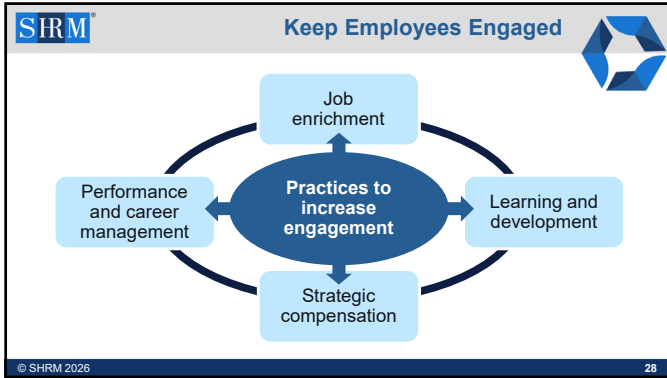 SHRM®
Keep Employees Engaged
Job
enrichment
Performance
and career
management
Practices to
increase
engagement
Learning and
development
Strategic
compensation
© SHRM 2026
28